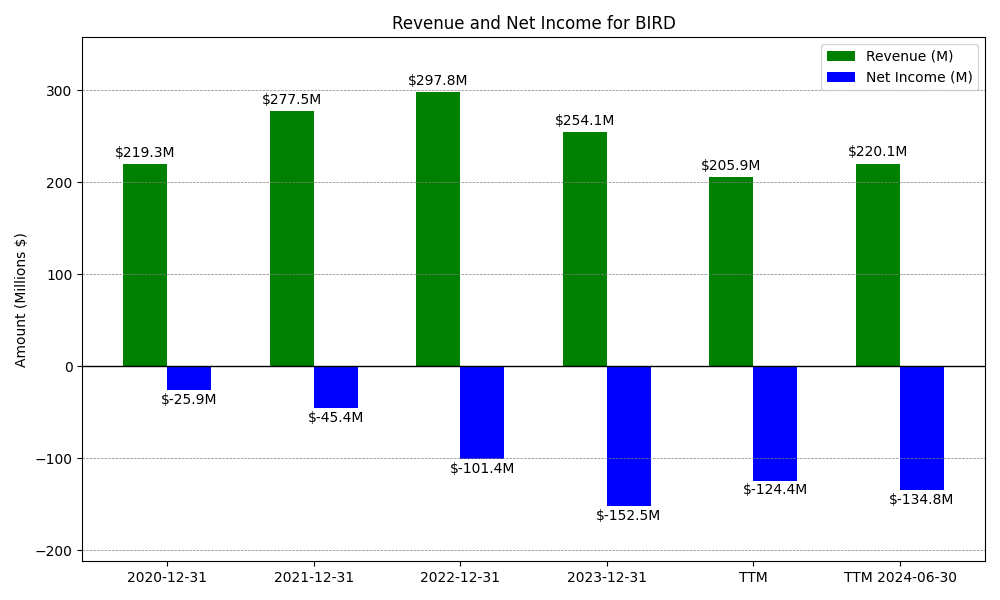 Revenue and Net Income for BIRD
Revenue (M)
Net Income (M)
Amount (Millions $)
300
200
100
0
−100
−200
$219.3M
$277.5M
$297.8M
$254.1M
$205.9M
$220.1M
$-25.9M
$-45.4M
$-101.4M
$-152.5M
$-124.4M
$-134.8M
2020-12-31
2021-12-31
2022-12-31
2023-12-31
TTM
TTM 2024-06-30